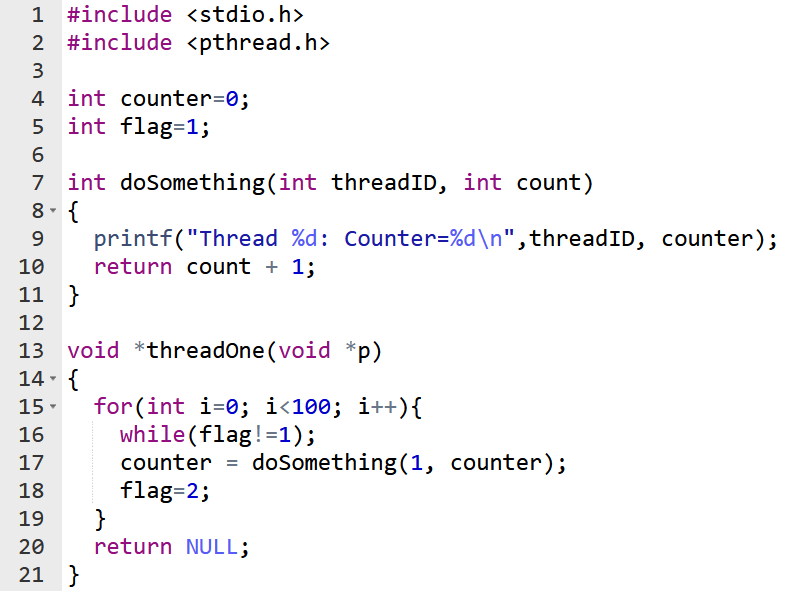 1 #include <stdio.h>
2 #include <pthread.h>
3
4 int counter=0;
5 int flag=1;
6
7 int doSomething(int threadID, int count)
8 {
9   printf("Thread %d: Counter=%d\n",threadID, counter);
10   return count + 1;
11 }
12
13 void *threadOne(void *p)
14 {
15   for(int i=0; i<100; i++){
16     while(flag!=1);
17     counter = doSomething(1, counter);
18     flag=2;
19   }
20   return NULL;
21 }